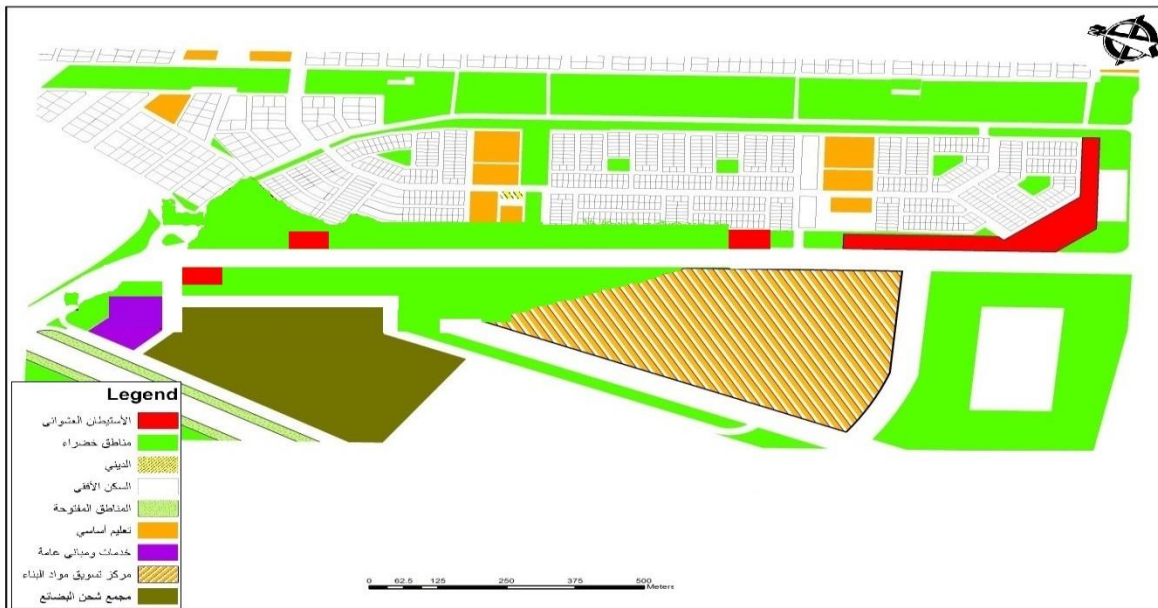 Legend
الأستيطان العشوائي
مناطق خضراء
الديني
السكن الأفقي
المناطق المفتوحة
تعليم أساسي
خدمات ومباني عامة
مركز تسويق مواد البناء
مجمع شحن البضائع
0 62.5 125 250 375 500
Meters